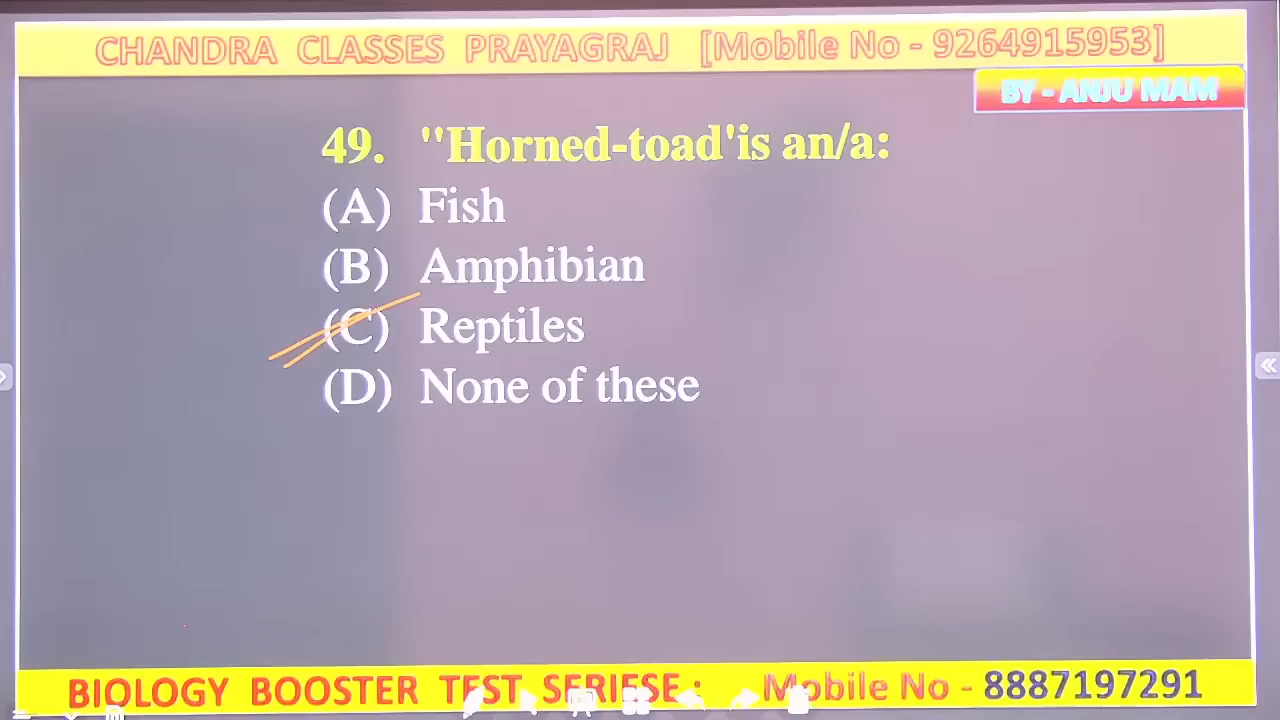 CHANDRA CLASSES PRAYAGRAJ [Mobile No - 9264915953]
BY - ANJU MAM
49. "Horned-toad'is an/a:
(A) Fish
(B) Amphibian
(C) Reptiles
(D) None of these
BIOLOGY BOOSTER TEST SERIESE : Mobile No - 8887197291